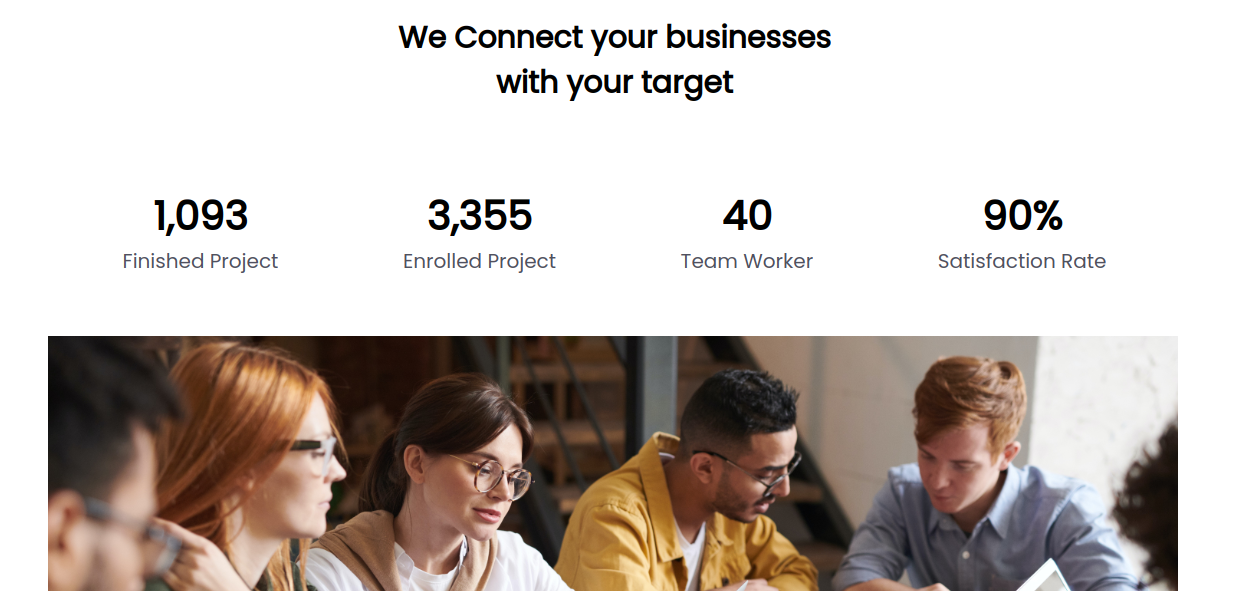 We Connect your businesses
with your target
1,093
3,355
40
90%
Finished Project
Enrolled Project
Team Worker
Satisfaction Rate